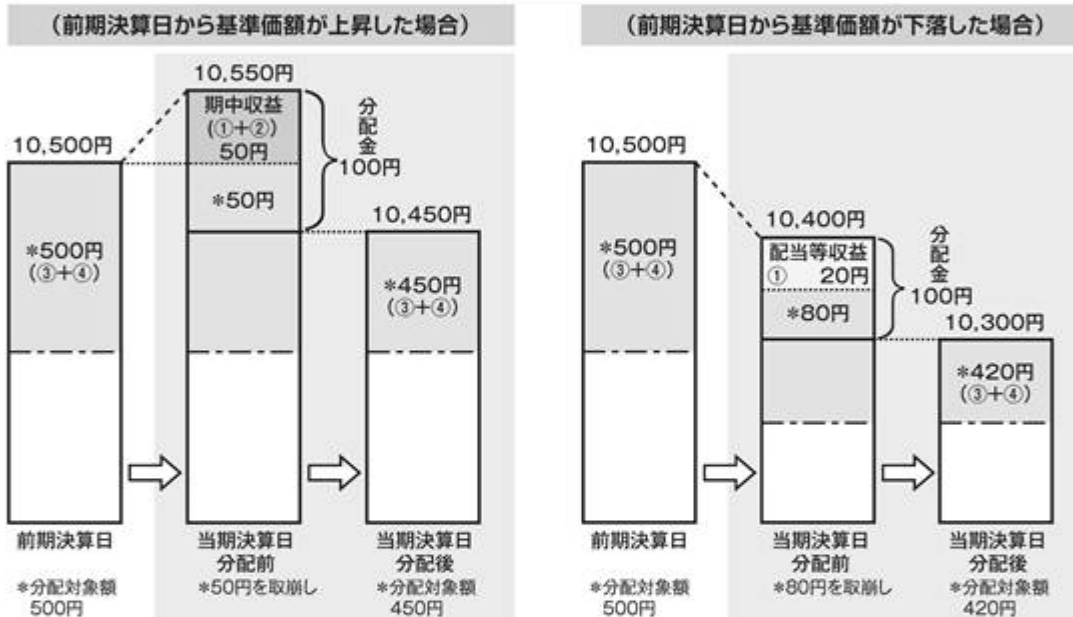 (前期決算日から基準価額が上昇した場合)
10,550円
期中収益
(①+②)
50円
*50円
分配金
100円
10,500円
*500円
(③+④)
10,450円
*450円
(③+④)
前期決算日
*分配対象額
500円
当期決算日
分配前
*50円を取崩し
当期決算日
分配後
*分配対象額
450円
(前期決算日から基準価額が下落した場合)
10,500円
*500円
(③+④)
10,400円
配当等収益
① 20円
*80円
分配金
100円
10,300円
*420円
(③+④)
前期決算日
*分配対象額
500円
当期決算日
分配前
*80円を取崩し
当期決算日
分配後
*分配対象額
420円